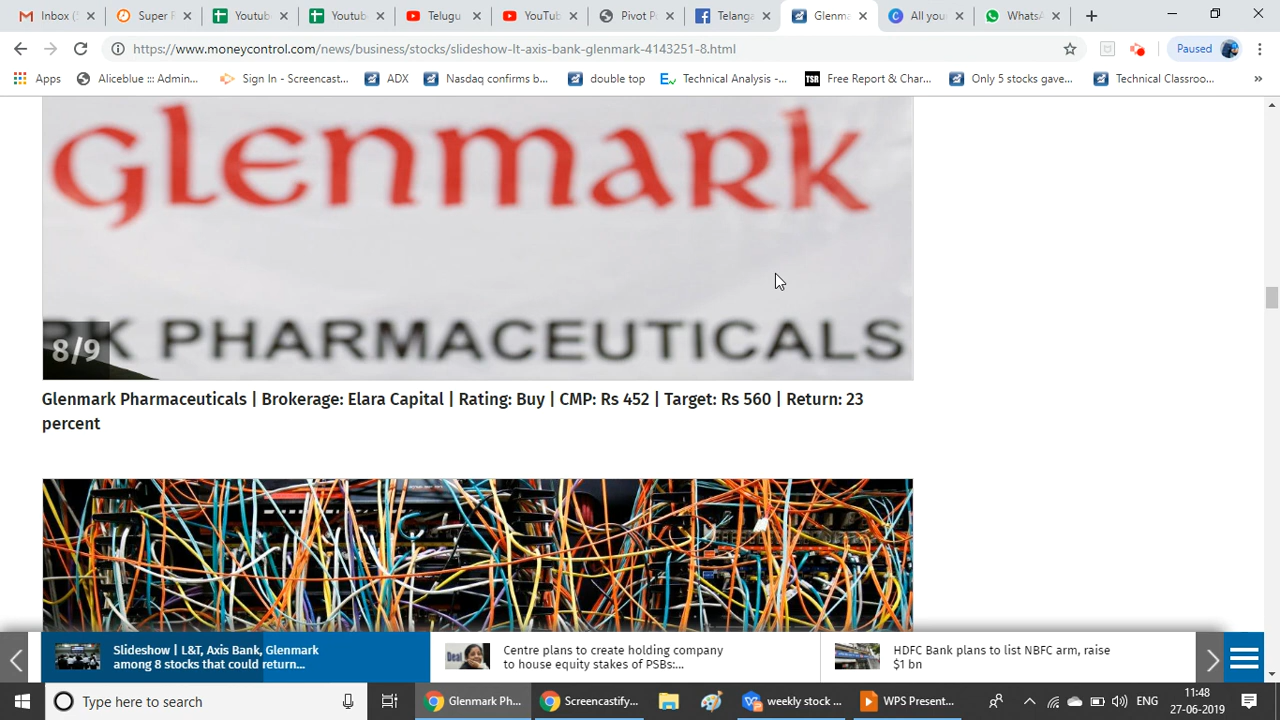 Inbox (
Super F
Youtub
Youtub
Telugu
YouTub
Pivot P
Telang
Glenma
All you
WhatsA
https://www.moneycontrol.com/news/business/stocks/slideshow-lt-axis-bank-glenmark-4143251-8.html
Paused
Apps
Aliceblue ::: Admin...
Sign In - Screencast...
ADX
Nasdaq confirms b...
double top
Technical Analysis -...
TSR
Free Report & Char...
Only 5 stocks gave...
Technical Classroo...
»
Glenmark
RK PHARMACEUTICALS
8/9
Glenmark Pharmaceuticals | Brokerage: Elara Capital | Rating: Buy | CMP: Rs 452 | Target: Rs 560 | Return: 23
percent
Slideshow | L&T, Axis Bank, Glenmark
among 8 stocks that could return...
Deal
Centre plans to create holding company
to house equity stakes of PSBs:...
HDFC Bank plans to list NBFC arm, raise
$1 bn
Type here to search
Glenmark Ph...
Screencastify...
weekly stock ...
WPS Present...
ENG
11:48
27-06-2019